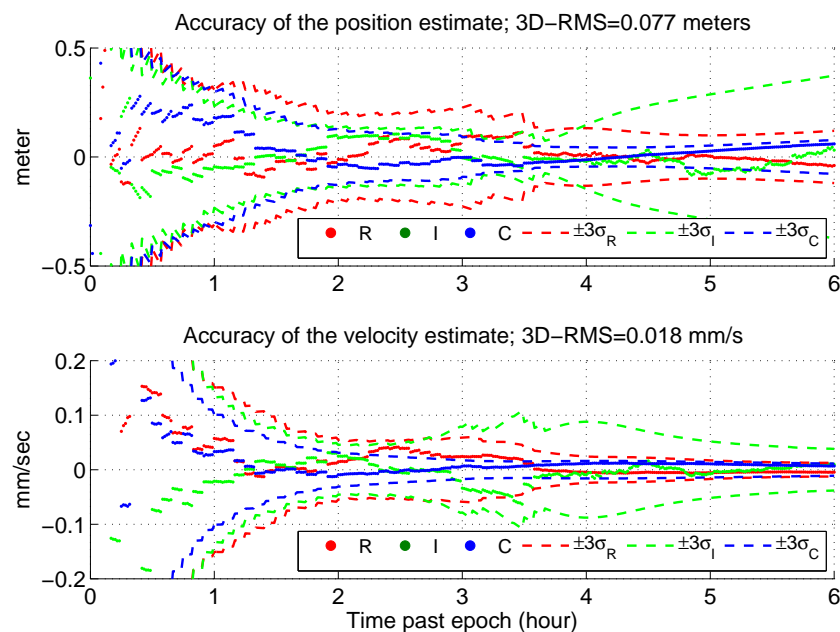 Accuracy of the position estimate; 3D−RMS=0.077 meters
0.5
0
−0.5
meter
R I C ±3σR ±3σI ±3σC
0 1 2 3 4 5 6
Accuracy of the velocity estimate; 3D−RMS=0.018 mm/s
0.2
0.1
0
−0.1
−0.2
mm/sec
R I C ±3σR ±3σI ±3σC
0 1 2 3 4 5 6
Time past epoch (hour)